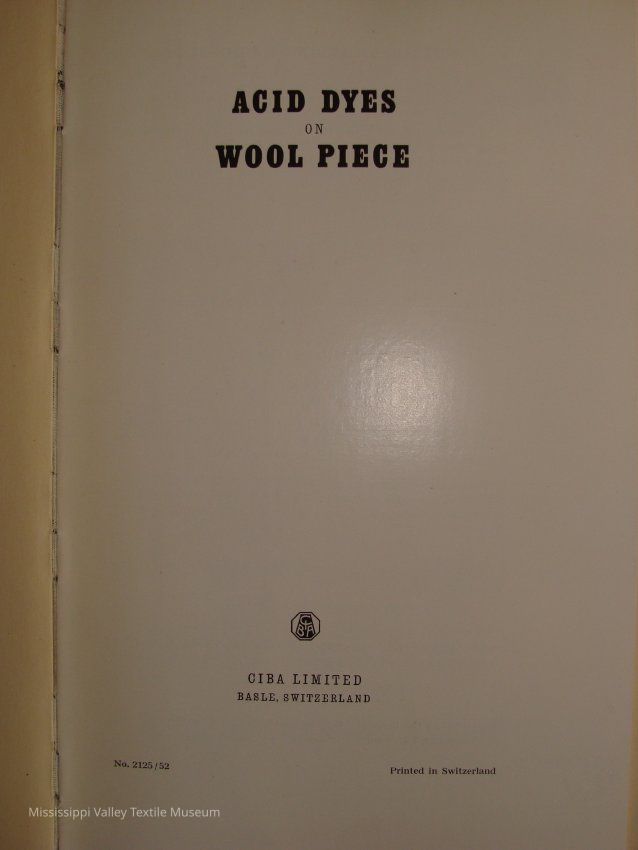 ACID DYES
ON
WOOL PIECE
CIBA
CIBA LIMITED
BASLE, SWITZERLAND
No. 2125/52
Printed in Switzerland
Mississippi Valley Textile Museum